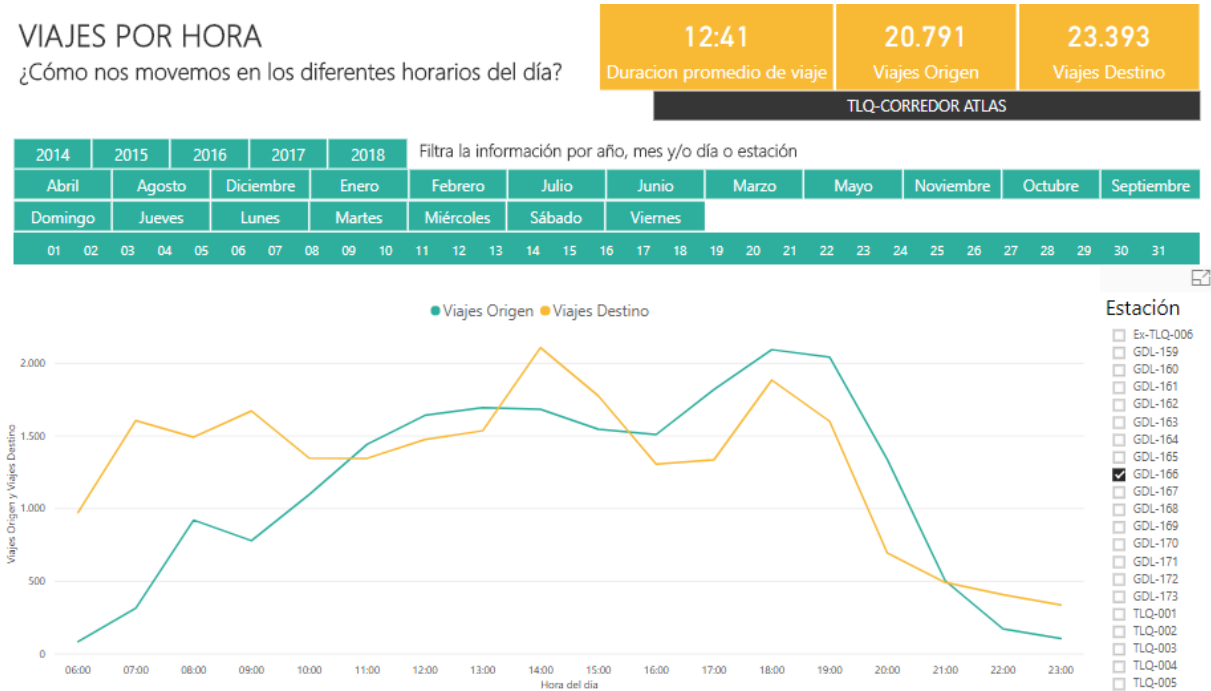 VIAJES POR HORA
¿Cómo nos movemos en los diferentes horarios del día?
12:41
Duracion promedio de viaje
20.791
Viajes Origen
23.393
Viajes Destino
TLQ-CORREDOR ATLAS
2014 2015 2016 2017 2018 Filtra la información por año, mes y/o día o estación
Abril Agosto Diciembre Enero Febrero Julio Junio Marzo Mayo Noviembre Octubre Septiembre
Domingo Jueves Lunes Martes Miércoles Sábado Viernes
01 02 03 04 05 06 07 08 09 10 11 12 13 14 15 16 17 18 19 20 21 22 23 24 25 26 27 28 29 30 31
Viajes Origen Viajes Destino
Viajes Origen y Viajes Destino
2.000
1.500
1.000
500
0
06:00 07:00 08:00 09:00 10:00 11:00 12:00 13:00 14:00 15:00 16:00 17:00 18:00 19:00 20:00 21:00 22:00 23:00
Hora del día
Estación
Ex-TLQ-006
GDL-159
GDL-160
GDL-161
GDL-162
GDL-163
GDL-164
GDL-165
GDL-166
GDL-167
GDL-168
GDL-169
GDL-170
GDL-171
GDL-172
GDL-173
TLQ-001
TLQ-002
TLQ-003
TLQ-004
TLQ-005